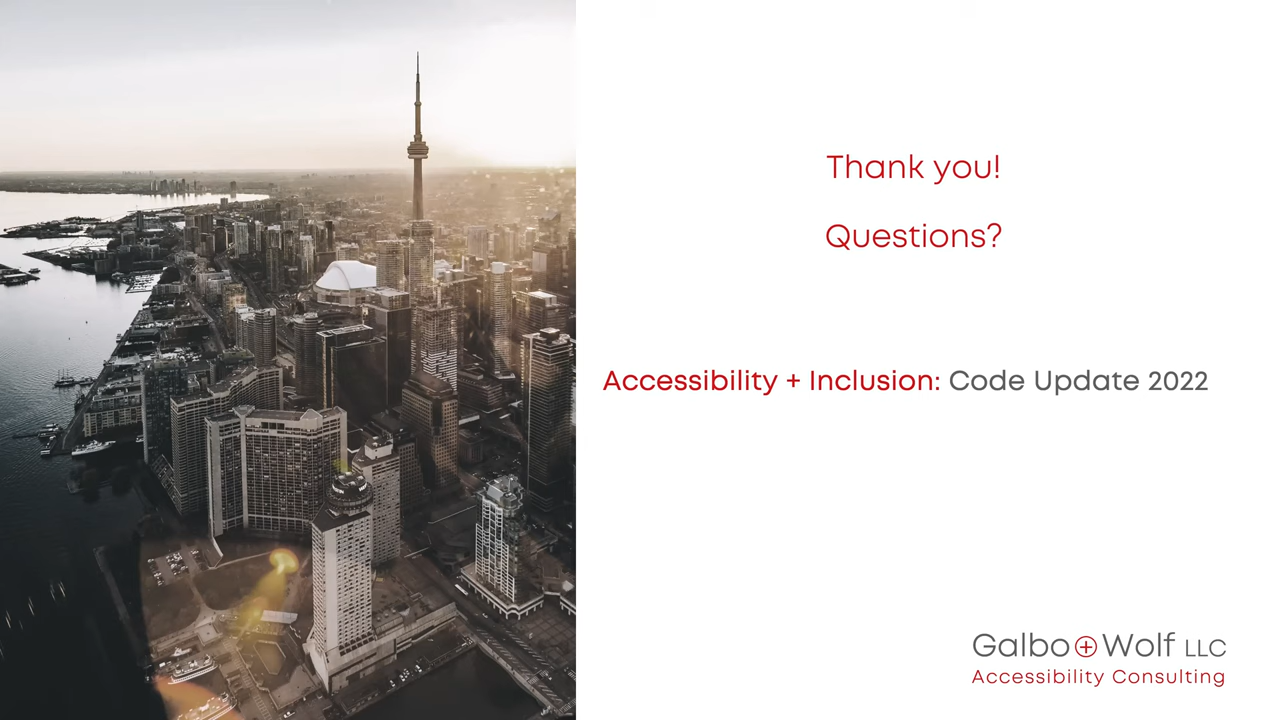 Thank you!
Questions?
Accessibility + Inclusion: Code Update 2022
Galbo+Wolf LLC
Accessibility Consulting